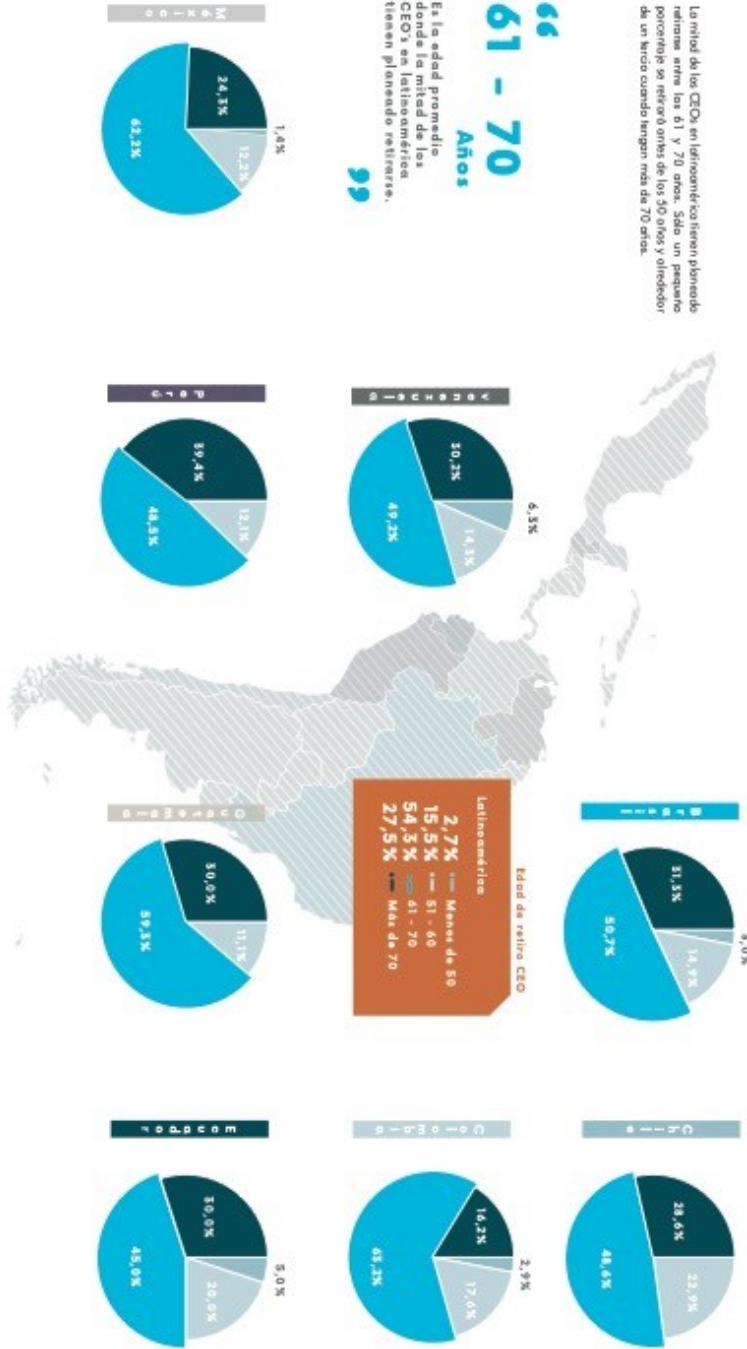 La mitad de los CEOs en latinoamérica tienen planeado
retirarse entre los 61 y 70 años. Sólo un pequeño
porcentaje se retirará antes de los 50 años y alrededor
de un tercio cuando tengan más de 70 años.
“
61 - 70
Años
Es la edad promedio
donde la mitad de los
CEO's en latinoamérica
tienen planeado retirarse.
”
Brasil
31,3%
3,0%
14,9%
50,7%
Chile
28,6%
22,9%
48,6%
Edad de retiro CEO
Latinoamérica
2,7% Menos de 50
15,5% 51 - 60
54,3% 61 - 70
27,5% Más de 70
Venezuela
30,2%
6,3%
14,3%
49,2%
Colombia
16,2%
2,9%
17,6%
63,2%
México
24,3%
1,4%
12,2%
62,2%
Perú
39,4%
12,1%
48,5%
Guatemala
30,0%
11,1%
59,3%
Ecuador
30,0%
5,0%
20,0%
45,0%